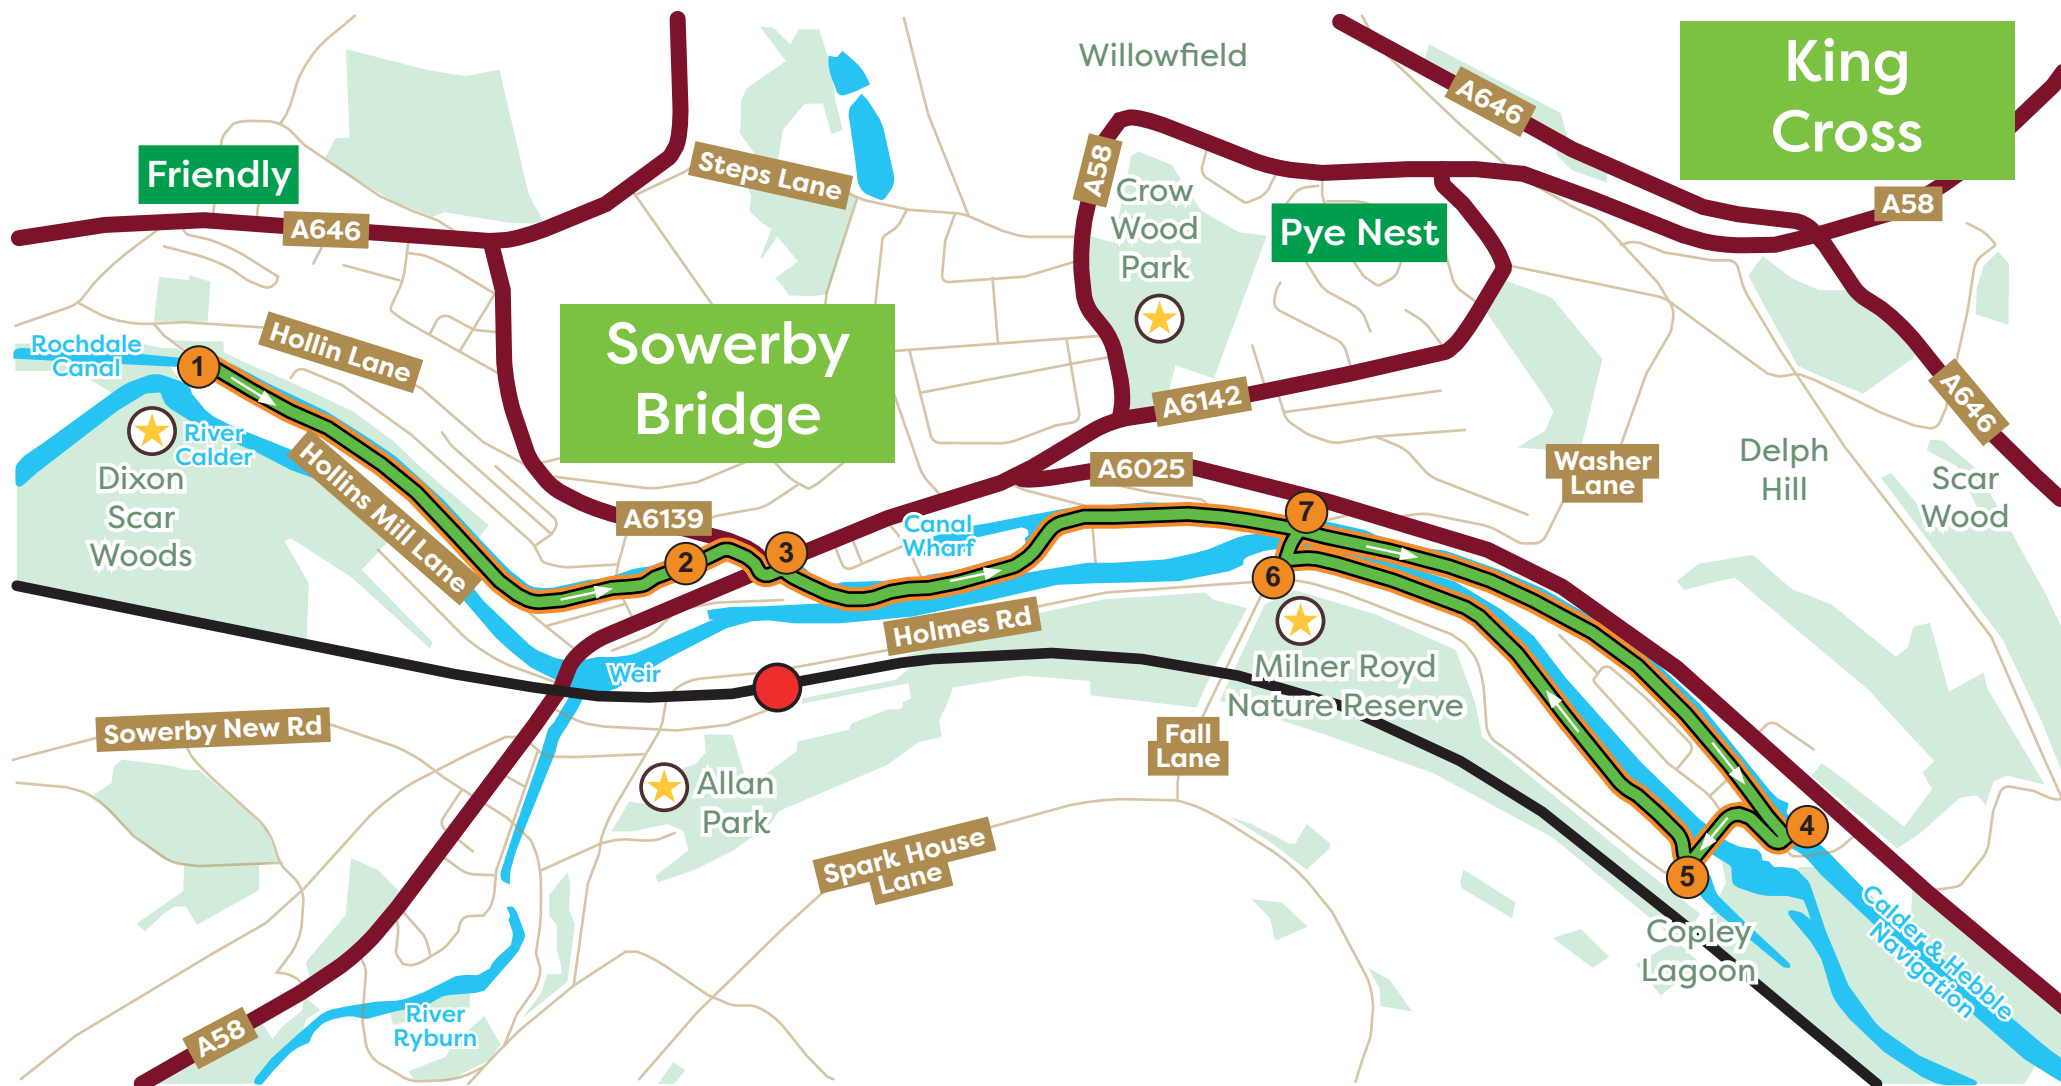 Willowfield
King
Cross
A646
A58
Steps Lane
Friendly
A646
Crow
Wood
Park
Pye Nest
A58
Sowerby
Bridge
Rochdale
Canal
1
Hollin Lane
River
Calder
Dixon
Scar
Woods
Hollins Mill Lane
A6142
A646
A6025
Washer
Lane
Delph
Hill
Scar
Wood
A6139
2
3
Canal
Wharf
7
6
Holmes Rd
Weir
Milner Royd
Nature Reserve
Sowerby New Rd
Fall
Lane
Allan
Park
Spark House
Lane
4
5
Copley
Lagoon
Calder & Hebble
Navigation
River
Ryburn
A58